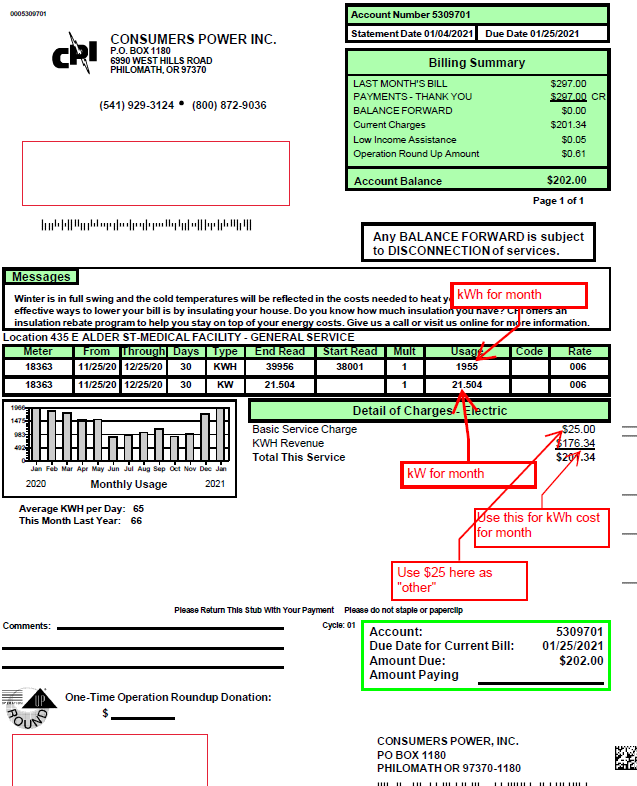 0005309701
CPI
CONSUMERS POWER INC.
P.O. BOX 1180
6990 WEST HILLS ROAD
PHILOMATH, OR 97370
(541) 929-3124 • (800) 872-9036
Account Number 5309701
Statement Date 01/04/2021 Due Date 01/25/2021
Billing Summary
LAST MONTH'S BILL $297.00
PAYMENTS - THANK YOU $297.00 CR
BALANCE FORWARD $0.00
Current Charges $201.34
Low Income Assistance $0.05
Operation Round Up Amount $0.61
Account Balance $202.00
Page 1 of 1
Any BALANCE FORWARD is subject
to DISCONNECTION of services.
Messages
kWh for month
Winter is in full swing and the cold temperatures will be reflected in the costs needed to heat
effective ways to lower your bill is by insulating your house. Do you know how much insulation you have? CPI offers an
insulation rebate program to help you stay on top of your energy costs. Give us a call or visit us online for more information.
Location 435 E ALDER ST-MEDICAL FACILITY - GENERAL SERVICE
Meter From Through Days Type End Read Start Read Mult Usage Code Rate
18363 11/25/20 12/25/20 30 KWH 39956 38001 1 1955 006
18363 11/25/20 12/25/20 30 KW 21.504 1 21.504 006
1966
1475
983
492
0
Jan Feb Mar Apr May Jun Jul Aug Sep Oct Nov Dec Jan
2020 Monthly Usage 2021
Average KWH per Day: 65
This Month Last Year: 66
Detail of Charges - Electric
Basic Service Charge $25.00
KWH Revenue $176.34
Total This Service $201.34
kW for month
Use this for kWh cost
for month
Use $25 here as
"other"
Please Return This Stub With Your Payment Please do not staple or paperclip
Comments:
Cycle: 01
Account: 5309701
Due Date for Current Bill: 01/25/2021
Amount Due: $202.00
Amount Paying
OPERATION
UP
ROUND
One-Time Operation Roundup Donation:
$
CONSUMERS POWER, INC.
PO BOX 1180
PHILOMATH OR 97370-1180